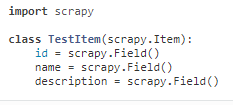 import scrapy
class TestItem(scrapy.Item):
    id = scrapy.Field()
    name = scrapy.Field()
    description = scrapy.Field()